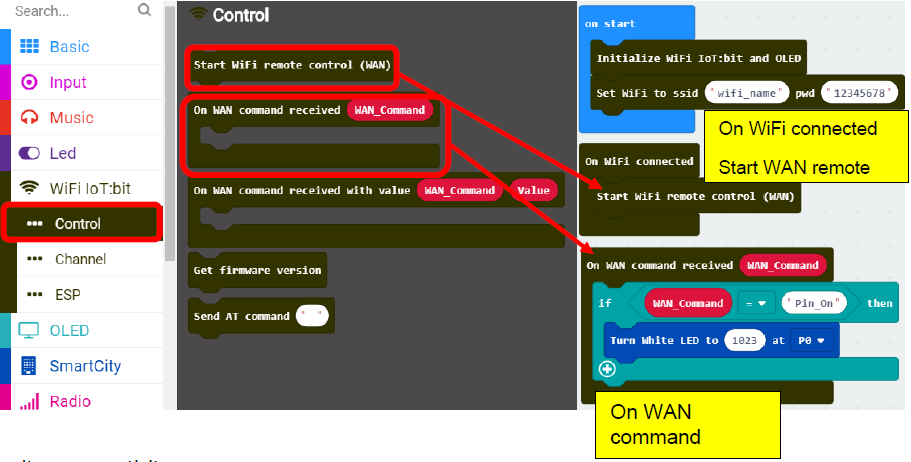 Search...
Basic
Input
Music
Led
WiFi IoT:bit
Control
Channel
ESP
OLED
SmartCity
Radio
Control
Start WiFi remote control (WAN)
On WAN command received WAN_Command
On WAN command received with value WAN_Command Value
Get firmware version
Send AT command " "
on start
Initialize WiFi IoT:bit and OLED
Set WiFi to ssid "wifi_name" pwd "12345678"
On WiFi connected
Start WAN remote
On WiFi connected
Start WiFi remote control (WAN)
On WAN command received WAN_Command
if WAN_Command = "Pin_On" then
Turn White LED to 1023 at P0
On WAN
command